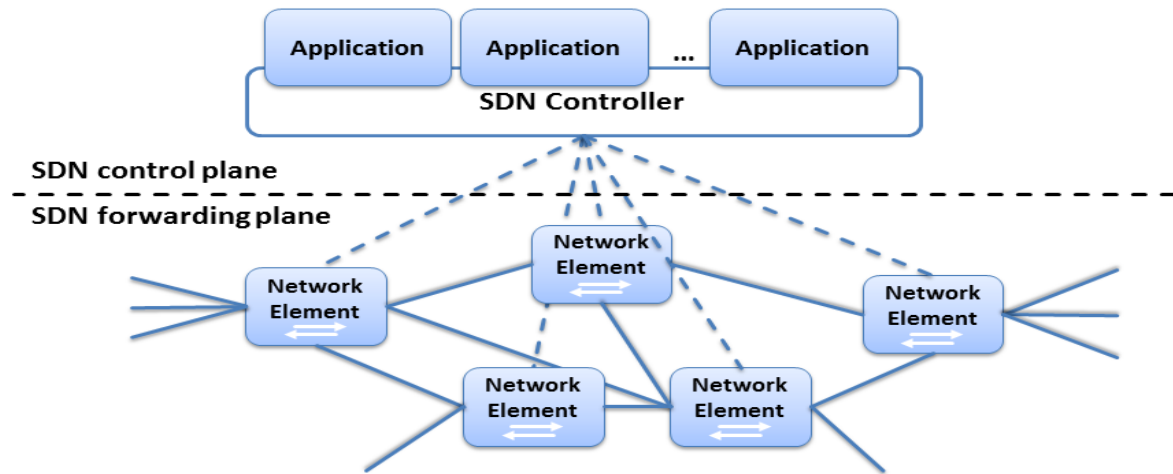 Application Application ... Application
SDN Controller
SDN control plane
SDN forwarding plane
Network
Element
Network
Element
Network
Element
Network
Element
Network
Element